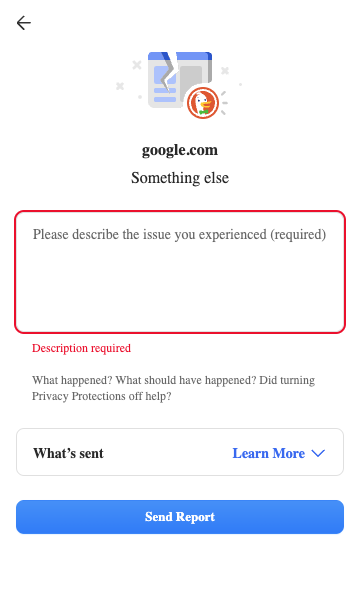 google.com
Something else
Please describe the issue you experienced (required)
Description required
What happened? What should have happened? Did turning
Privacy Protections off help?
What’s sent
Learn More
Send Report